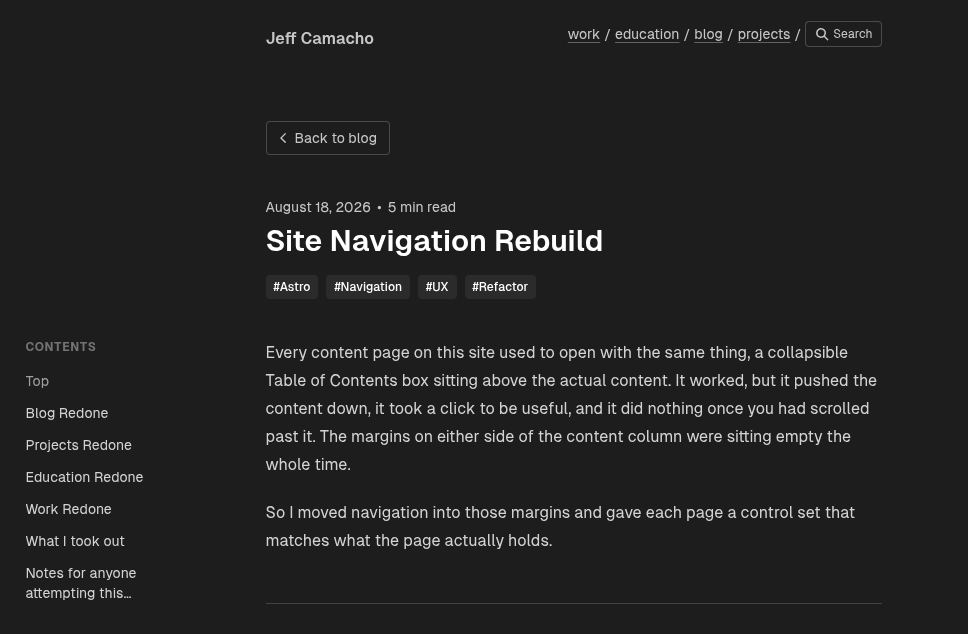 Jeff Camacho
work / education / blog / projects / Search
Back to blog
August 18, 2026 • 5 min read
Site Navigation Rebuild
#Astro #Navigation #UX #Refactor
CONTENTS
Top
Blog Redone
Projects Redone
Education Redone
Work Redone
What I took out
Notes for anyone
attempting this…
Every content page on this site used to open with the same thing, a collapsible
Table of Contents box sitting above the actual content. It worked, but it pushed the
content down, it took a click to be useful, and it did nothing once you had scrolled
past it. The margins on either side of the content column were sitting empty the
whole time.
So I moved navigation into those margins and gave each page a control set that
matches what the page actually holds.